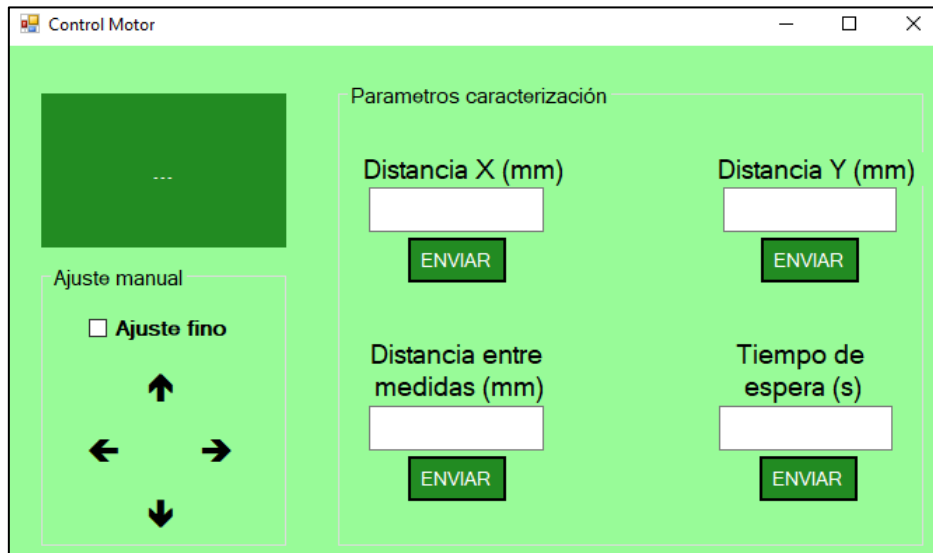 Control Motor
---
Parametros caracterización
Distancia X (mm)
ENVIAR
Distancia Y (mm)
ENVIAR
Distancia entre
medidas (mm)
ENVIAR
Tiempo de
espera (s)
ENVIAR
Ajuste manual
Ajuste fino